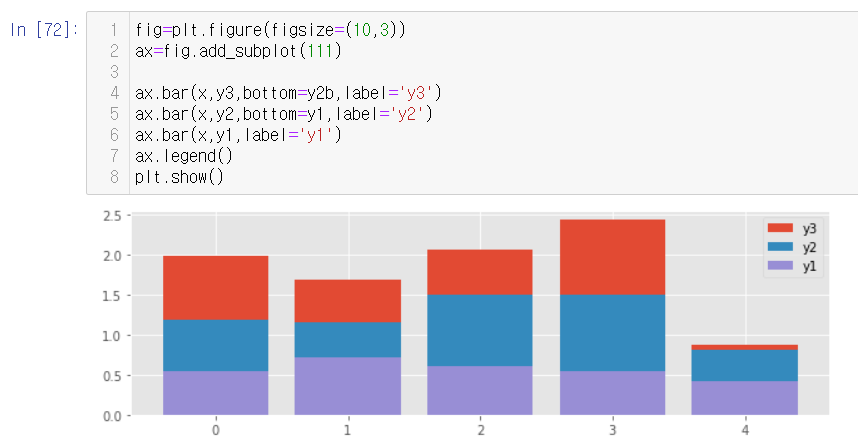 In [72]:
1 fig=plt.figure(figsize=(10,3))
2 ax=fig.add_subplot(111)
3
4 ax.bar(x,y3,bottom=y2b,label='y3')
5 ax.bar(x,y2,bottom=y1,label='y2')
6 ax.bar(x,y1,label='y1')
7 ax.legend()
8 plt.show()
2.5
2.0
1.5
1.0
0.5
0.0
y3
y2
y1
0 1 2 3 4